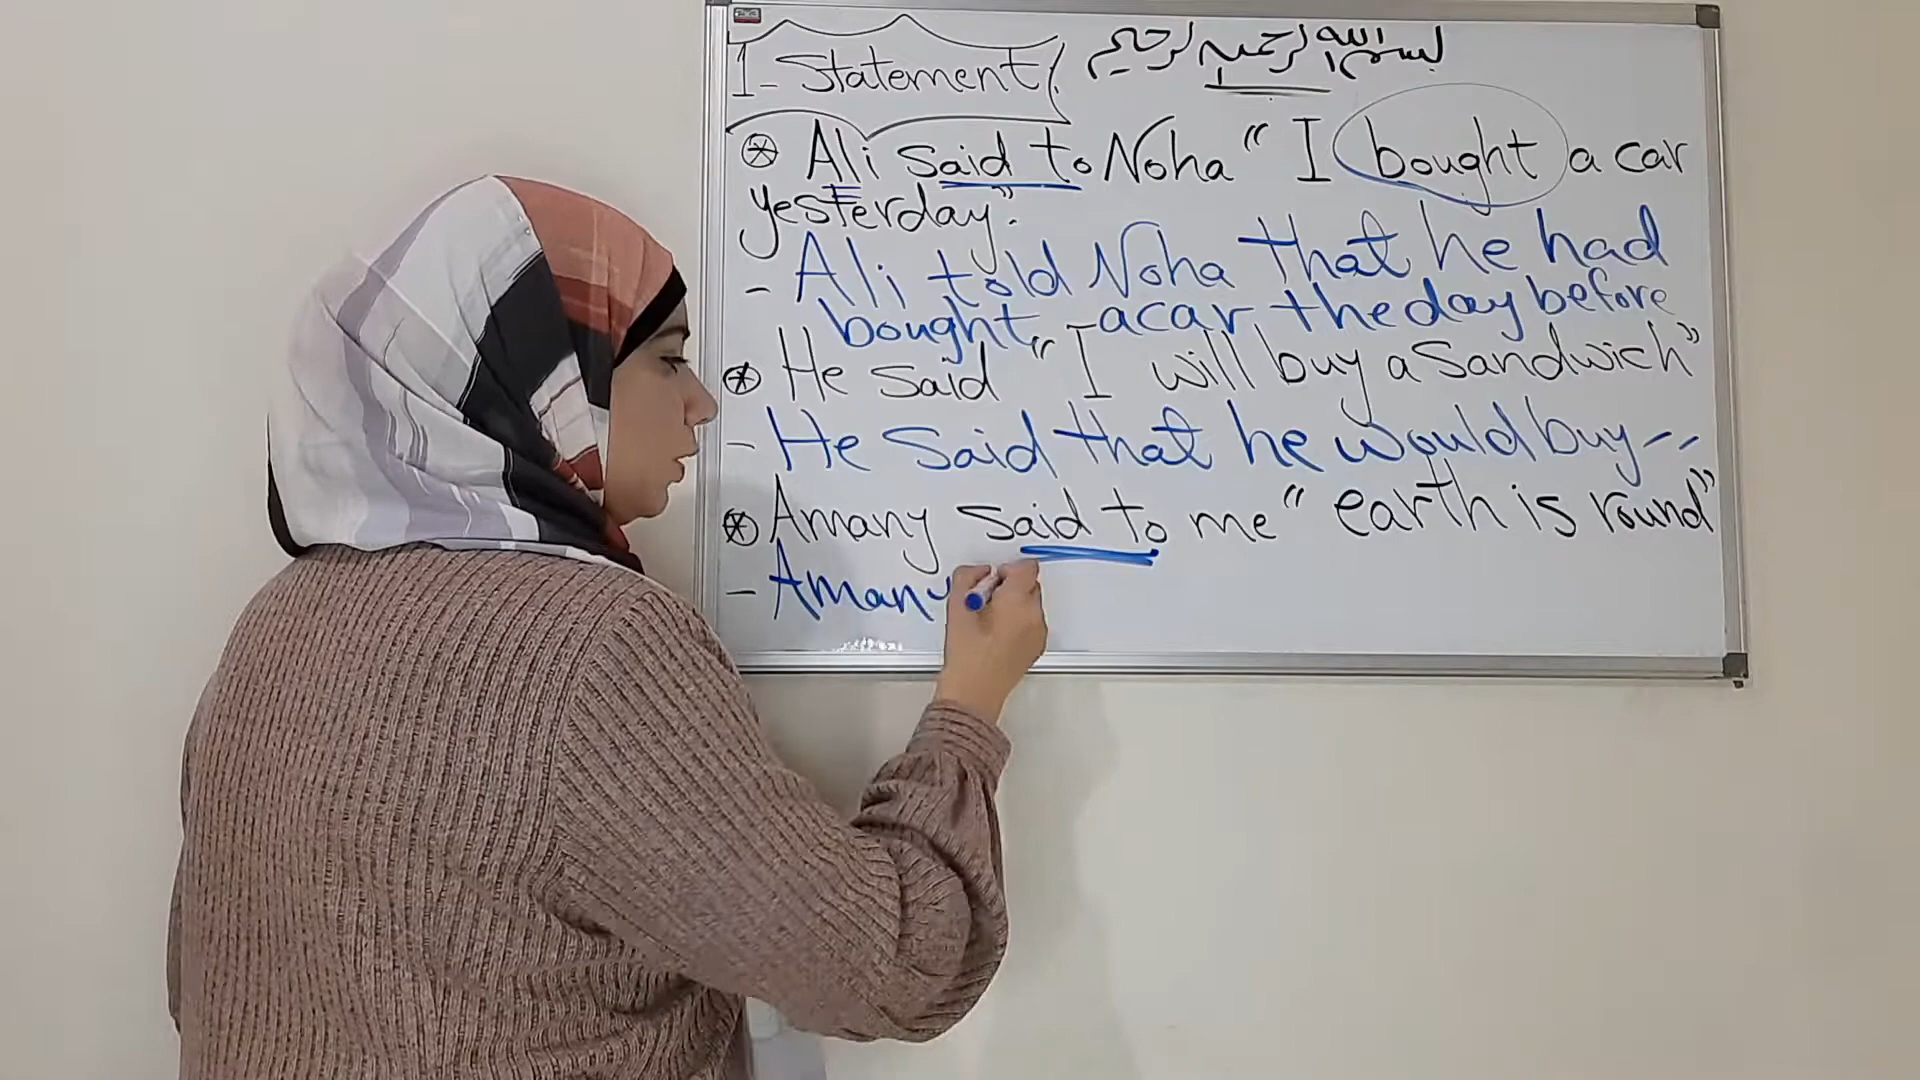 بسم الله الرحمن الرحيم
1- Statement
Ali said to Noha “ I bought a car
yesterday”.
- Ali told Noha that he had
bought a car the day before
He said “ I will buy a sandwich”
- He said that he would buy --
Amany said to me “ earth is round”
- Amany